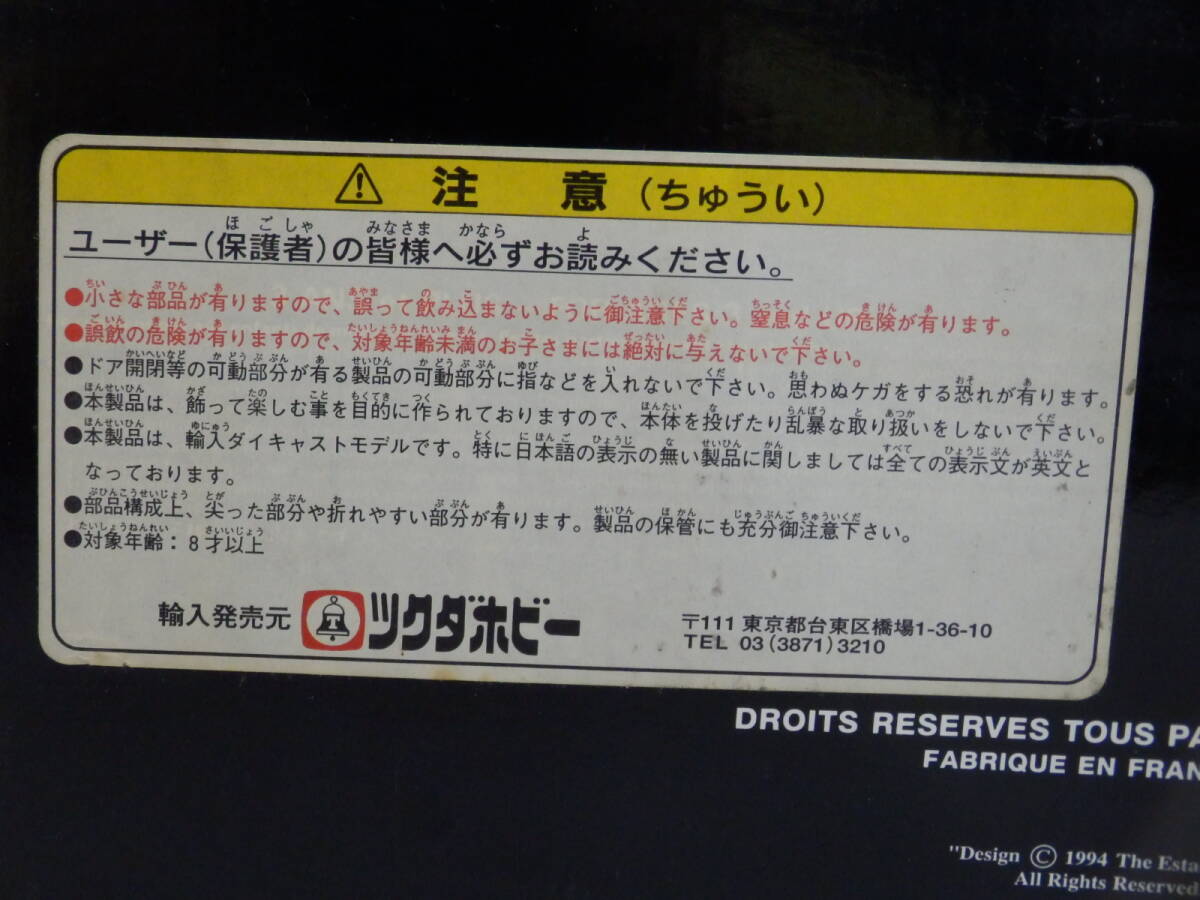 ⚠ 注意(ちゅうい)
ユーザー(保護者)の皆様へ必ずお読みください。
●小さな部品が有りますので、誤って飲み込まないように御注意下さい。窒息などの危険が有ります。
●誤飲の危険が有りますので、対象年齢未満のお子さまには絶対に与えないで下さい。
●ドア開閉等の可動部分が有る製品の可動部分に指などを入れないで下さい。思わぬケガをする恐れが有ります。
●本製品は、飾って楽しむ事を目的に作られておりますので、本体を投げたり乱暴な取り扱いをしないで下さい。
●本製品は、輸入ダイキャストモデルです。特に日本語の表示の無い製品に関しましては全ての表示文が英文と
なっております。
●部品構成上、尖った部分や折れやすい部分が有ります。製品の保管にも充分御注意下さい。
●対象年齢：8才以上
輸入発売元 T ツクダホビー
〒111 東京都台東区橋場1-36-10
TEL 03(3871)3210
DROITS RESERVES TOUS PA
FABRIQUE EN FRAN
"Design © 1994 The Esta
All Rights Reserved